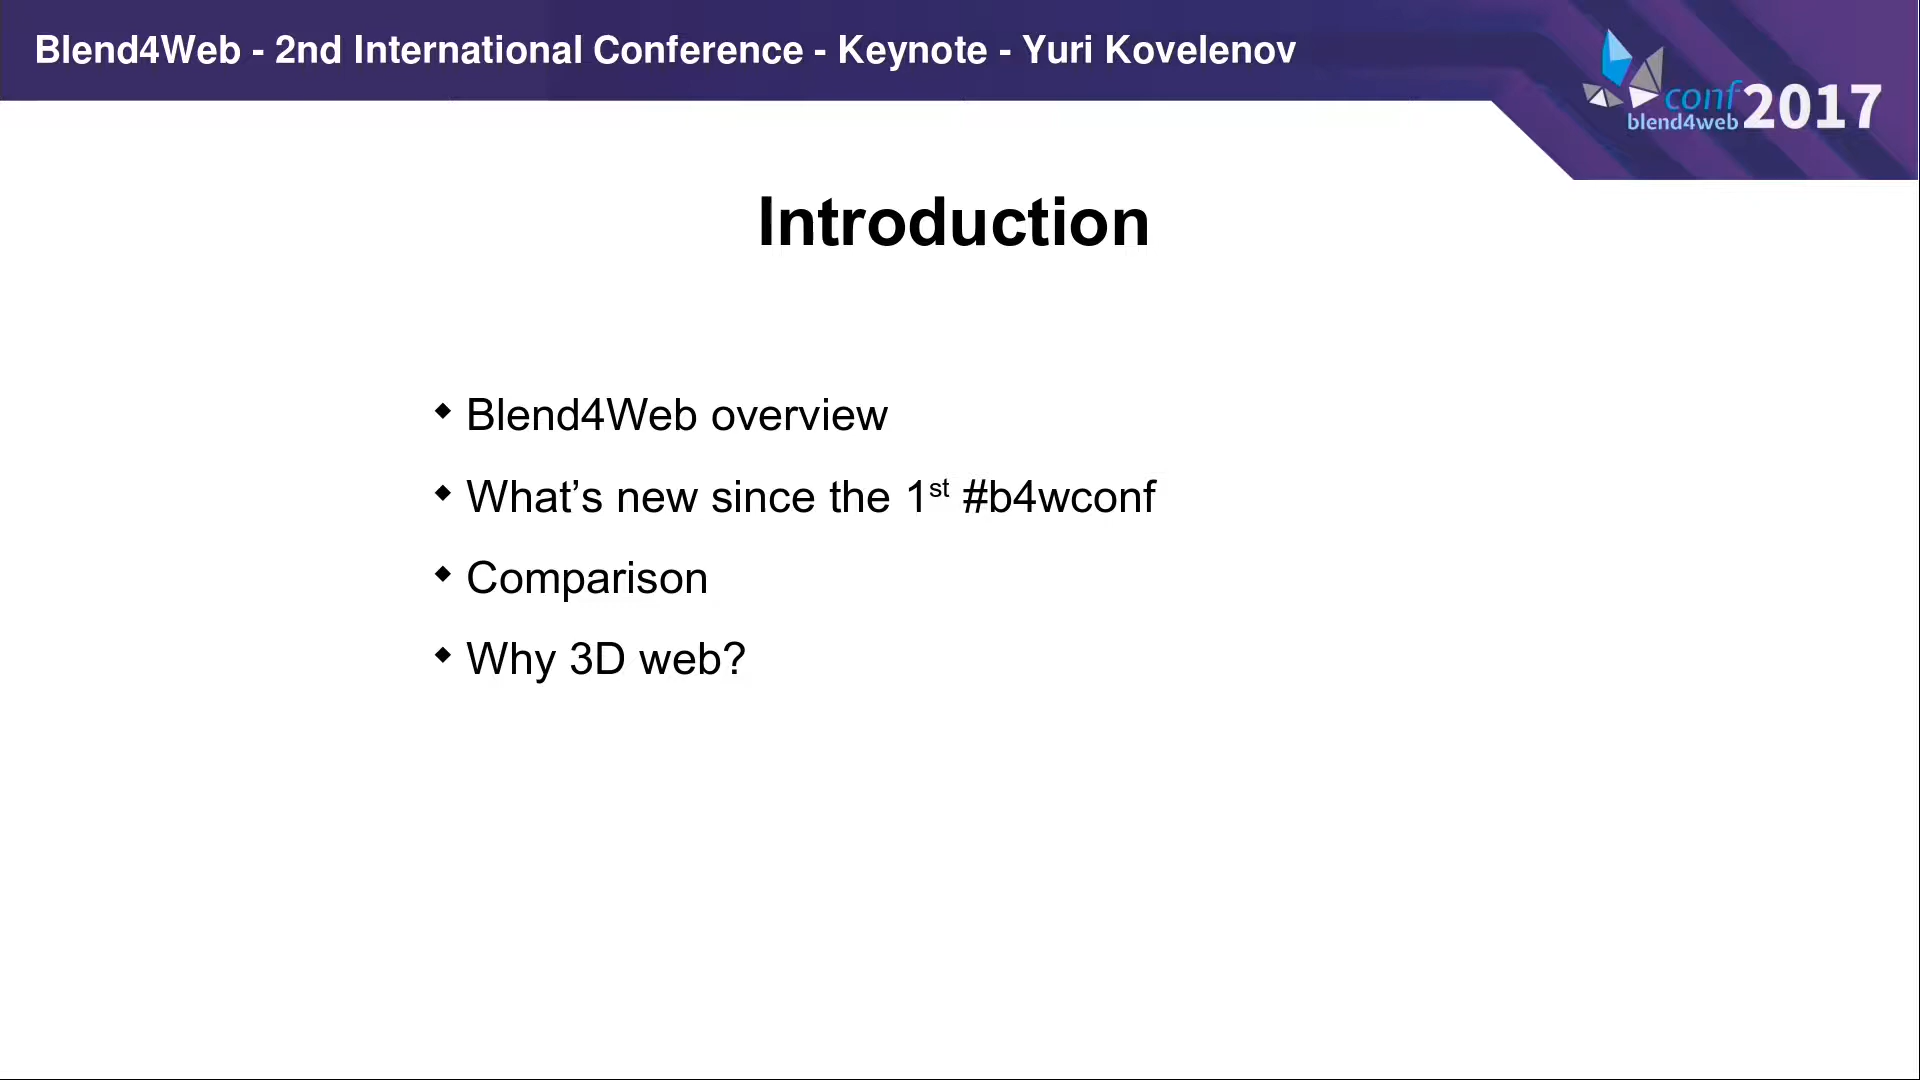 Blend4Web - 2nd International Conference - Keynote - Yuri Kovelenov
conf
blend4web 2017
Introduction
Blend4Web overview
What’s new since the 1st #b4wconf
Comparison
Why 3D web?